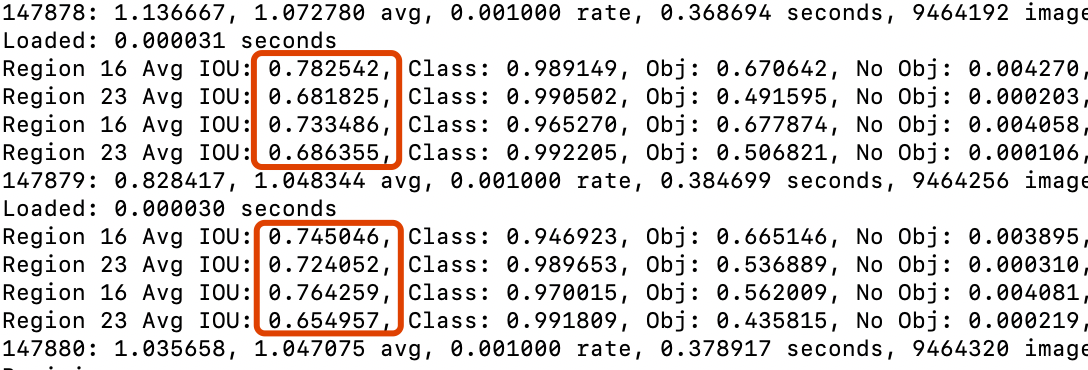 147878: 1.136667, 1.072780 avg, 0.001000 rate, 0.368694 seconds, 9464192 image
Loaded: 0.000031 seconds
Region 16 Avg IOU: 0.782542, Class: 0.989149, Obj: 0.670642, No Obj: 0.004270,
Region 23 Avg IOU: 0.681825, Class: 0.990502, Obj: 0.491595, No Obj: 0.000203,
Region 16 Avg IOU: 0.733486, Class: 0.965270, Obj: 0.677874, No Obj: 0.004058,
Region 23 Avg IOU: 0.686355, Class: 0.992205, Obj: 0.506821, No Obj: 0.000106,
147879: 0.828417, 1.048344 avg, 0.001000 rate, 0.384699 seconds, 9464256 image
Loaded: 0.000030 seconds
Region 16 Avg IOU: 0.745046, Class: 0.946923, Obj: 0.665146, No Obj: 0.003895,
Region 23 Avg IOU: 0.724052, Class: 0.989653, Obj: 0.536889, No Obj: 0.000310,
Region 16 Avg IOU: 0.764259, Class: 0.970015, Obj: 0.562009, No Obj: 0.004081,
Region 23 Avg IOU: 0.654957, Class: 0.991809, Obj: 0.435815, No Obj: 0.000219,
147880: 1.035658, 1.047075 avg, 0.001000 rate, 0.378917 seconds, 9464320 image